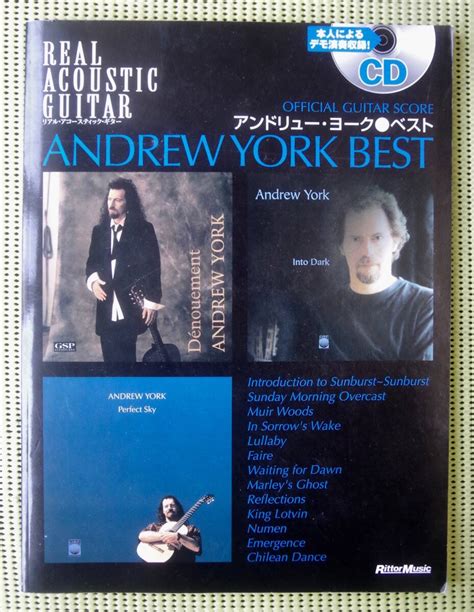 REAL
ACOUSTIC
GUITAR
リアル・アコースティック・ギター
本人による
デモ演奏収録!
CD
OFFICIAL GUITAR SCORE
アンドリュー・ヨーク●ベスト
ANDREW YORK BEST
Dénouement
ANDREW YORK
GSP
Andrew York
Into Dark
ANDREW YORK
Perfect Sky
Introduction to Sunburst~Sunburst
Sunday Morning Overcast
Muir Woods
In Sorrow's Wake
Lullaby
Faire
Waiting for Dawn
Marley's Ghost
Reflections
King Lotvin
Numen
Emergence
Chilean Dance
RittorMusic